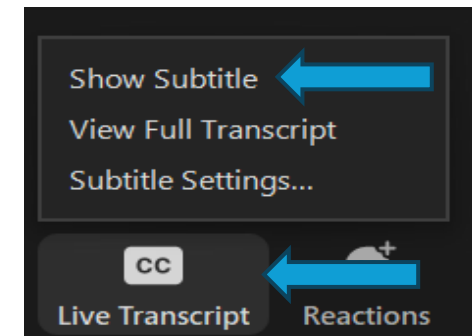 Show Subtitle
View Full Transcript
Subtitle Settings...
CC
Live Transcript
Reactions